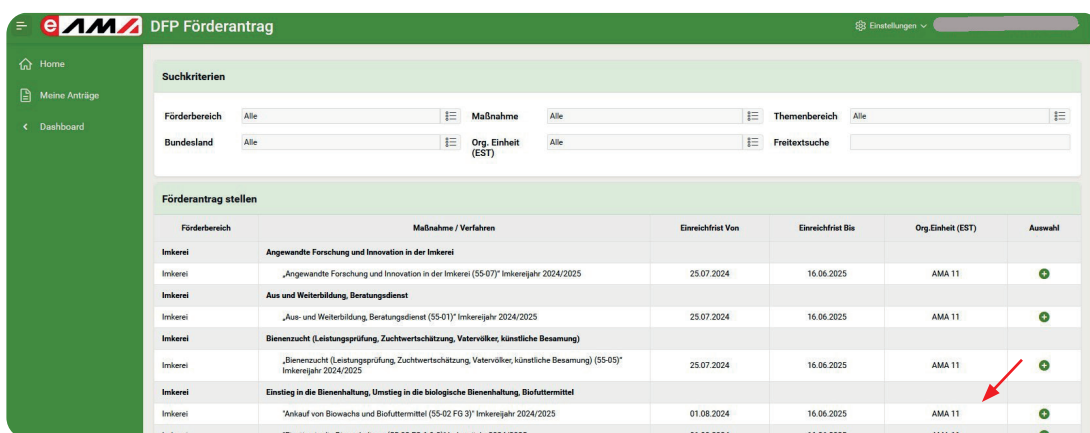 eAMA DFP Förderantrag Einstellungen
Home
Meine Anträge
Dashboard
Suchkriterien
Förderbereich Alle Maßnahme Alle Themenbereich Alle
Bundesland Alle Org. Einheit (EST) Alle Freitextsuche
Förderantrag stellen
Förderbereich Maßnahme / Verfahren Einreichfrist Von Einreichfrist Bis Org.Einheit (EST) Auswahl
Imkerei Angewandte Forschung und Innovation in der Imkerei
Imkerei „Angewandte Forschung und Innovation in der Imkerei (55-07)“ Imkereijahr 2024/2025 25.07.2024 16.06.2025 AMA 11
Imkerei Aus und Weiterbildung, Beratungsdienst
Imkerei „Aus- und Weiterbildung, Beratungsdienst (55-01)“ Imkereijahr 2024/2025 25.07.2024 16.06.2025 AMA 11
Imkerei Bienenzucht (Leistungsprüfung, Zuchtwertschätzung, Vatervölker, künstliche Besamung)
Imkerei „Bienenzucht (Leistungsprüfung, Zuchtwertschätzung, Vatervölker, künstliche Besamung) (55-05)“ Imkereijahr 2024/2025 25.07.2024 16.06.2025 AMA 11
Imkerei Einstieg in die Bienenhaltung, Umstieg in die biologische Bienenhaltung, Biofuttermittel
Imkerei "Ankauf von Biowachs und Biofuttermittel (55-02 FG 3)" Imkereijahr 2024/2025 01.08.2024 16.06.2025 AMA 11